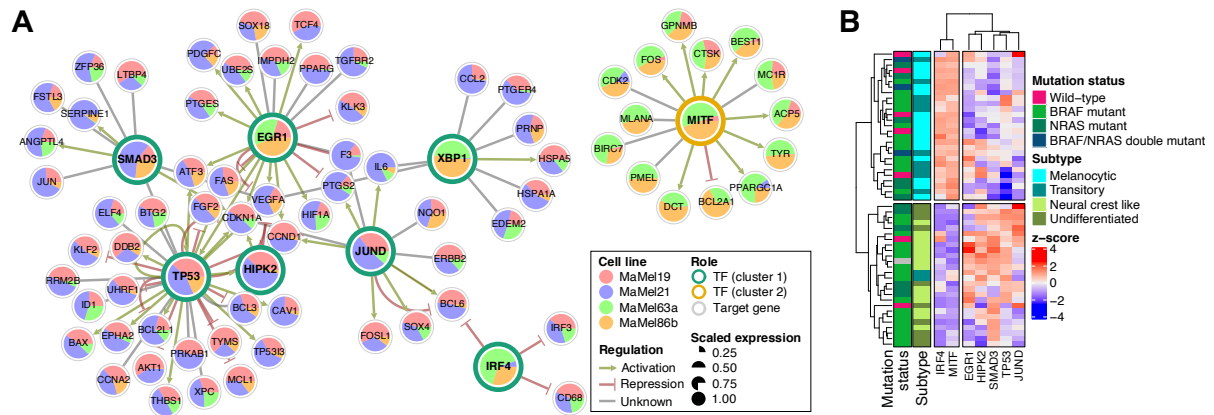 A
B
SOX18
TCF4
PDGFC
UBE2S
IMPDH2
PPARG
TGFBR2
ZFP36
LTBP4
FSTL3
SERPINE1
PTGES
KLK3
ANGPTL4
EGR1
SMAD3
JUN
ATF3
FAS
F3
IL6
PTGS2
CCL2
PTGER4
PRNP
XBP1
HSPA5
HSPA1A
EDEM2
ELF4
BTG2
FGF2
VEGFA
CDKN1A
HIF1A
NQO1
CCND1
JUND
ERBB2
KLF2
DDB2
TP53
HIPK2
RRM2B
UHRF1
ID1
BCL3
CAV1
BCL6
BAX
EPHA2
BCL2L1
TYMS
TP53I3
FOSL1
SOX4
PRKAB1
AKT1
CCNA2
MCL1
THBS1
XPC
IRF4
IRF3
CD68
GPNMB
BEST1
FOS
CTSK
CDK2
MC1R
MLANA
MITF
ACP5
BIRC7
TYR
PMEL
PPARGC1A
DCT
BCL2A1
Cell line
MaMel19
MaMel21
MaMel63a
MaMel86b
Role
TF (cluster 1)
TF (cluster 2)
Target gene
Regulation
Activation
Repression
Unknown
Scaled expression
0.25
0.50
0.75
1.00
Mutation status
Wild-type
BRAF mutant
NRAS mutant
BRAF/NRAS double mutant
Subtype
Melanocytic
Transitory
Neural crest like
Undifferentiated
z-score
4
2
0
−2
−4
Mutation
status
Subtype
IRF4
MITF
EGR1
HIPK2
SMAD3
TP53
JUND